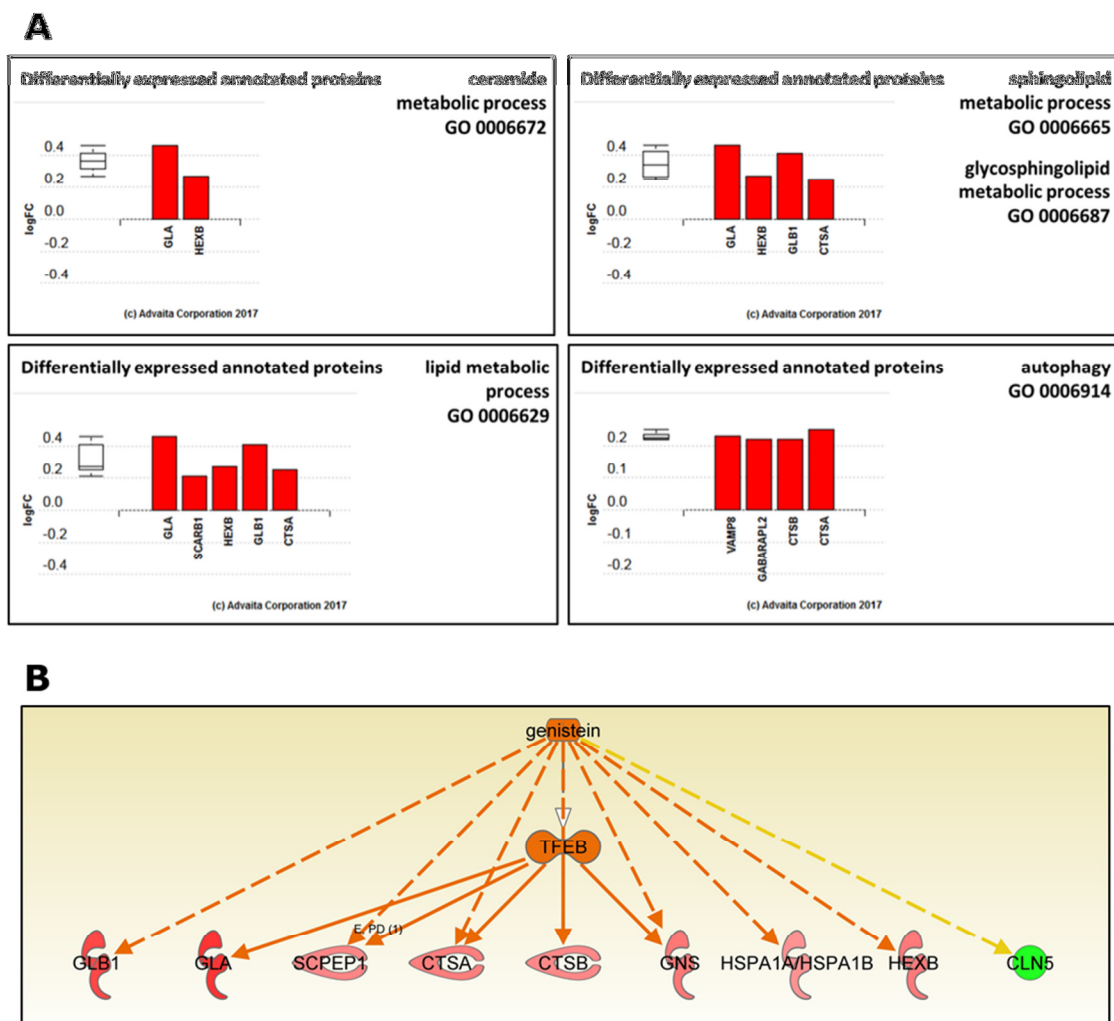 A
Differentially expressed annotated proteins ceramide
metabolic process
GO 0006672
0.4
0.2
0.0
-0.2
-0.4
logFC
GLA
HEXB
(c) Advaita Corporation 2017
Differentially expressed annotated proteins sphingolipid
metabolic process
GO 0006665
glycosphingolipid
metabolic process
GO 0006687
0.4
0.2
0.0
-0.2
-0.4
logFC
GLA
HEXB
GLB1
CTSA
(c) Advaita Corporation 2017
Differentially expressed annotated proteins lipid metabolic
process
GO 0006629
0.4
0.2
0.0
-0.2
-0.4
logFC
GLA
SCARB1
HEXB
GLB1
CTSA
(c) Advaita Corporation 2017
Differentially expressed annotated proteins autophagy
GO 0006914
0.2
0.1
0.0
-0.1
-0.2
logFC
VAMP8
GABARAPL2
CTSB
CTSA
(c) Advaita Corporation 2017
B
genistein
TFEB
E, PD (1)
GLB1 GLA SCPEP1 CTSA CTSB GNS HSPA1A/HSPA1B HEXB CLN5